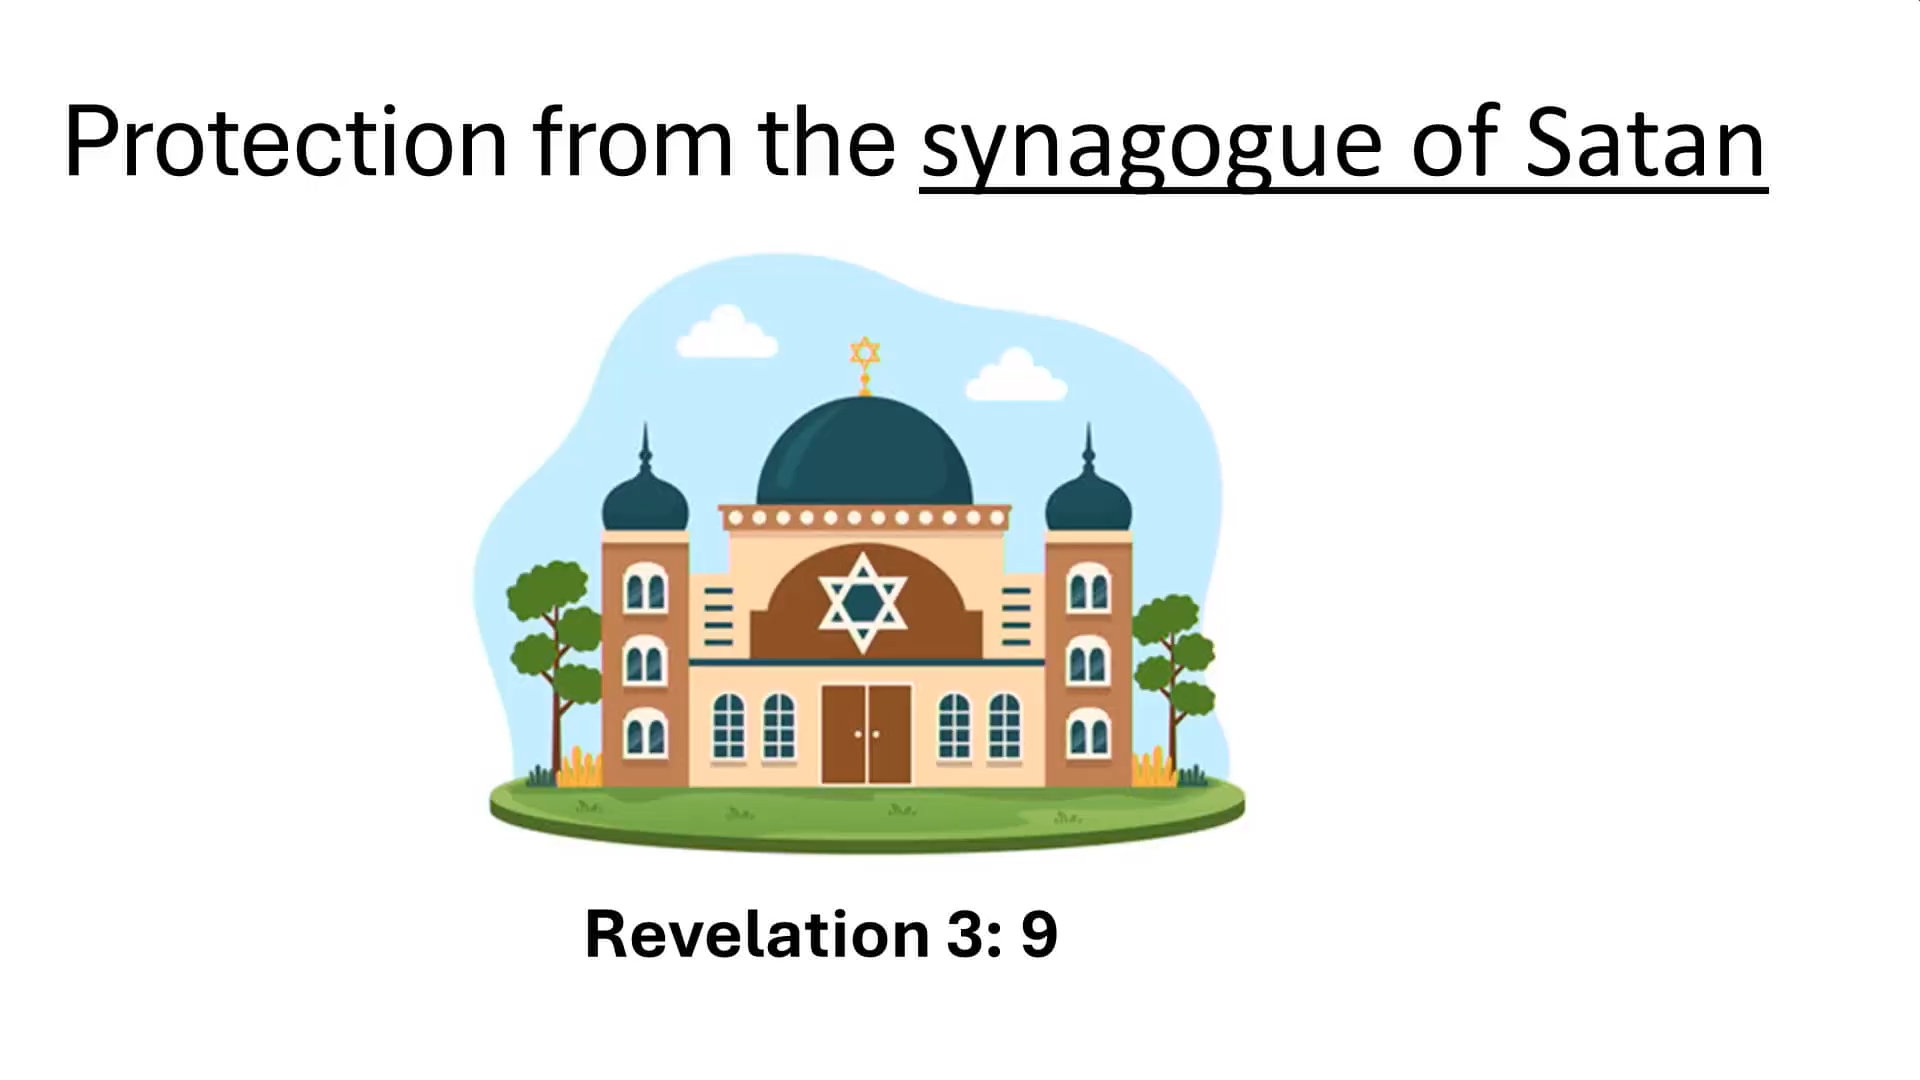 Protection from the synagogue of Satan
Revelation 3: 9